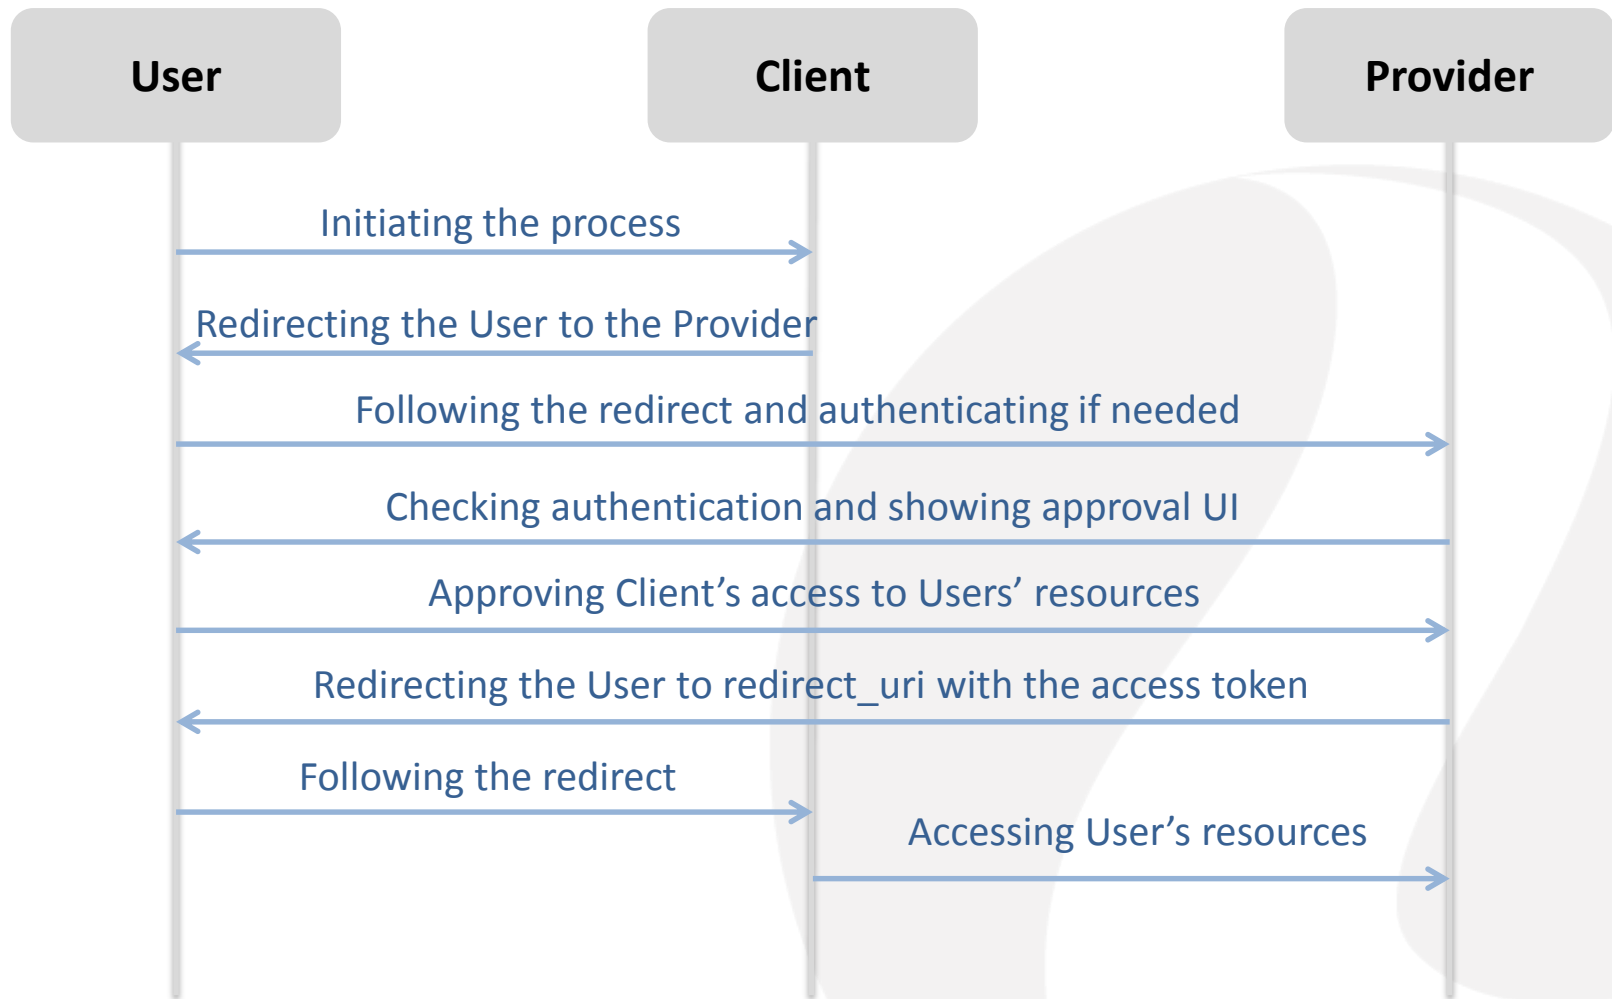 User
Client
Provider
Initiating the process
Redirecting the User to the Provider
Following the redirect and authenticating if needed
Checking authentication and showing approval UI
Approving Client’s access to Users’ resources
Redirecting the User to redirect_uri with the access token
Following the redirect
Accessing User’s resources